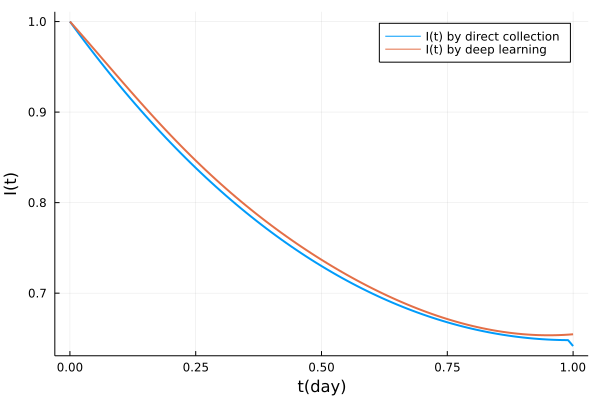 1.0
I(t) by direct collection
I(t) by deep learning
0.9
I(t)
0.8
0.7
0.00 0.25 0.50 0.75 1.00
t(day)